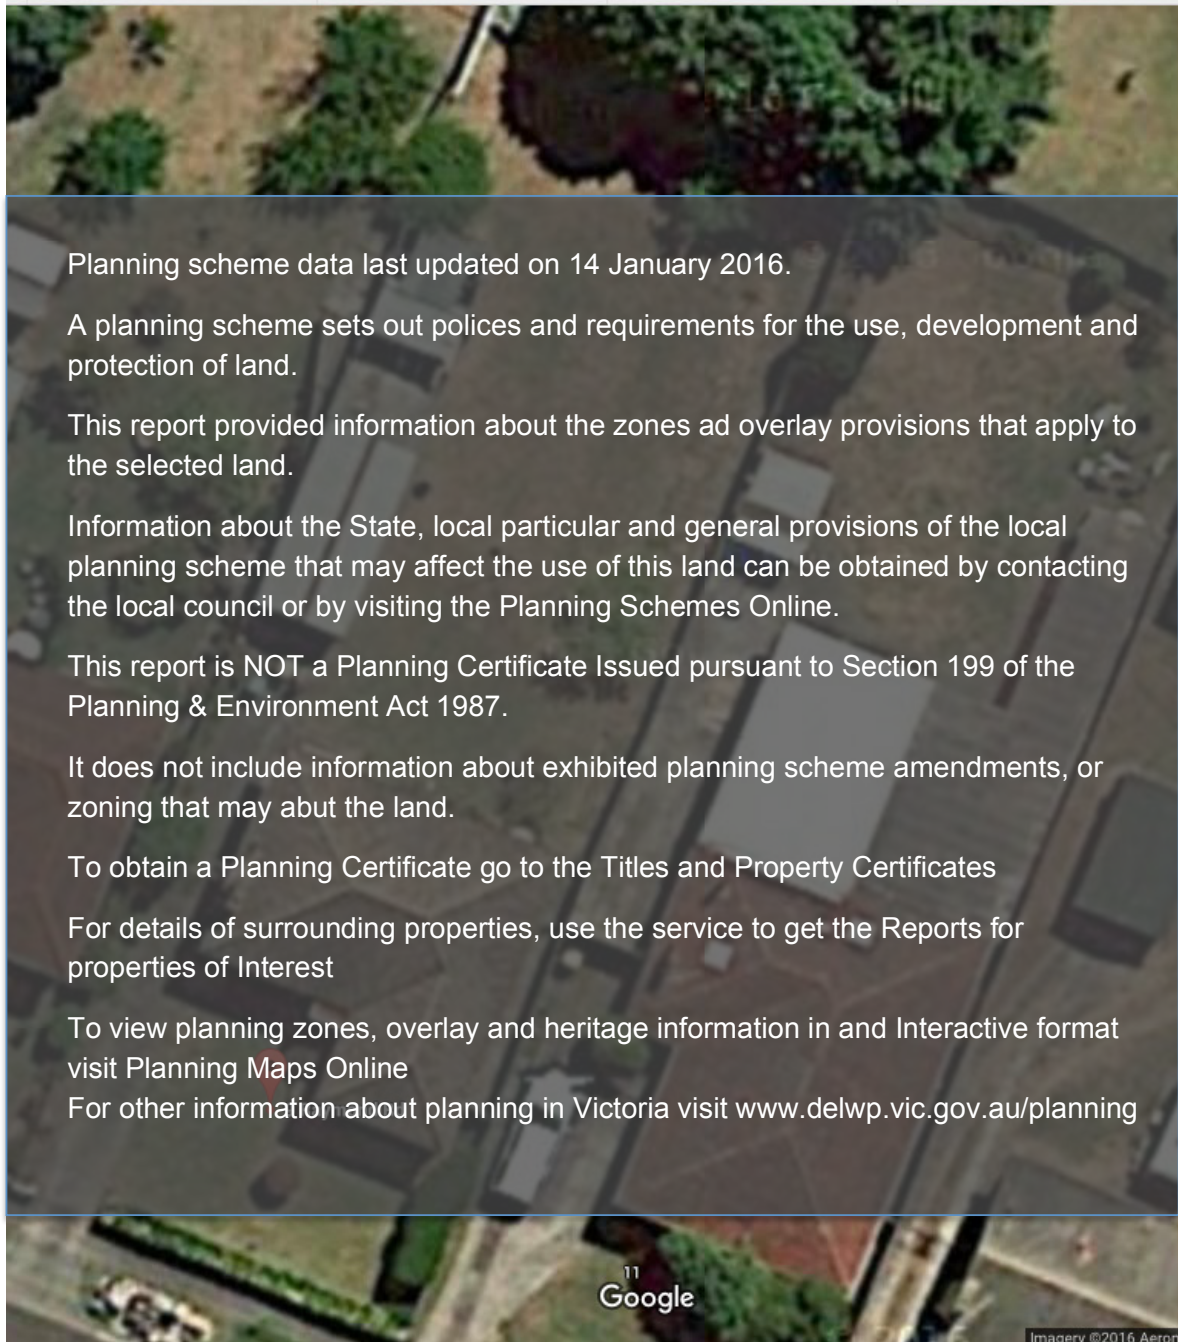 Planning scheme data last updated on 14 January 2016.
A planning scheme sets out polices and requirements for the use, development and
protection of land.
This report provided information about the zones ad overlay provisions that apply to
the selected land.
Information about the State, local particular and general provisions of the local
planning scheme that may affect the use of this land can be obtained by contacting
the local council or by visiting the Planning Schemes Online.
This report is NOT a Planning Certificate Issued pursuant to Section 199 of the
Planning & Environment Act 1987.
It does not include information about exhibited planning scheme amendments, or
zoning that may abut the land.
To obtain a Planning Certificate go to the Titles and Property Certificates
For details of surrounding properties, use the service to get the Reports for
properties of Interest
To view planning zones, overlay and heritage information in and Interactive format
visit Planning Maps Online
For other information about planning in Victoria visit www.delwp.vic.gov.au/planning
11
Google
Imagery ©2016 Aerom